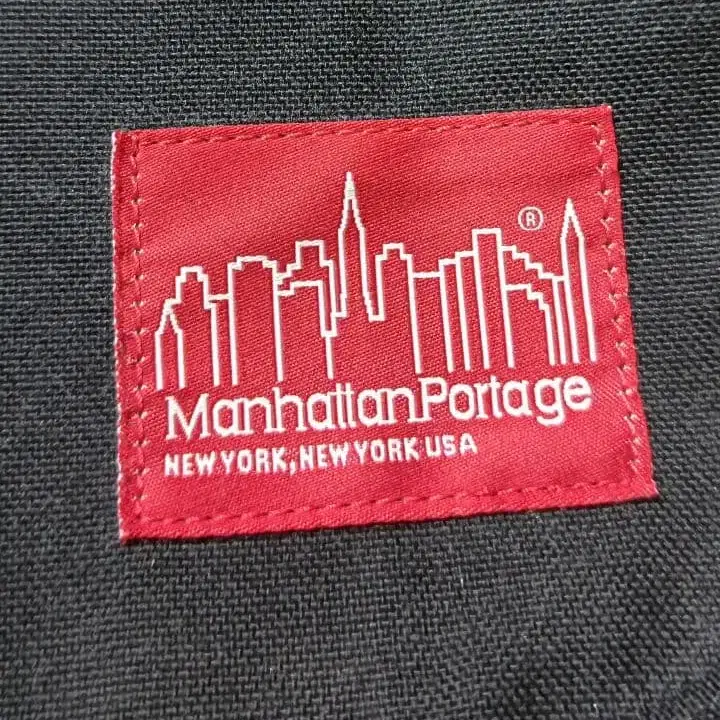 ®
ManhattanPortage
NEW YORK, NEW YORK USA